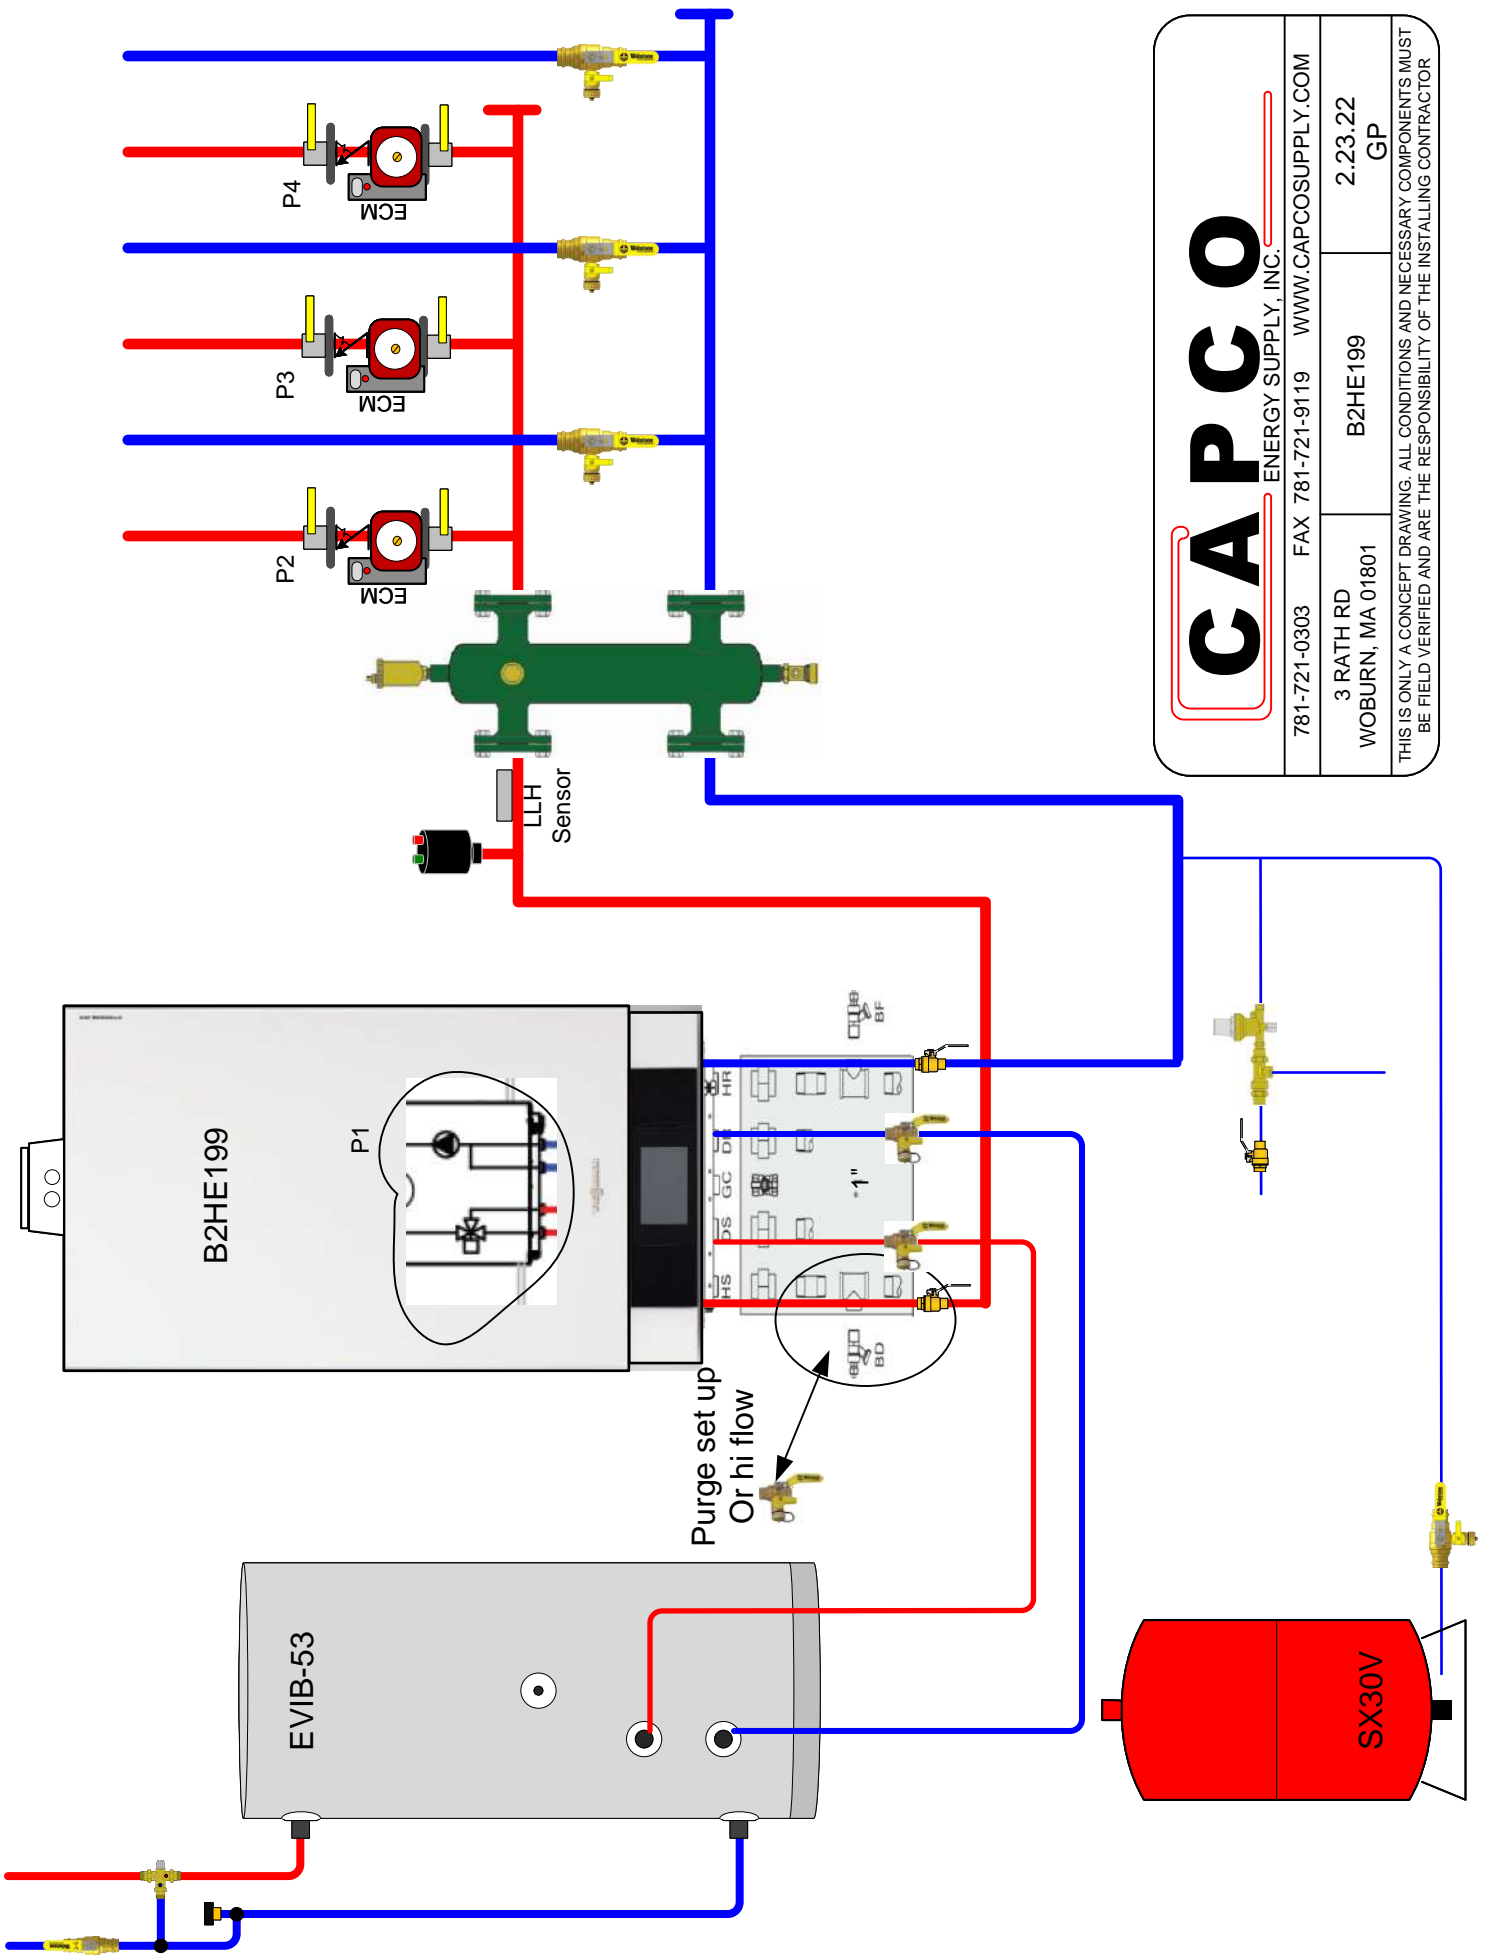 P4
ECM
P3
ECM
P2
ECM
LLH
Sensor
B2HE199
P1
HS
DS
GC
DR
HR
BF
BD
1"
Purge set up
Or hi flow
EVIB-53
SX30V
CAPCO
ENERGY SUPPLY, INC.
781-721-0303 FAX 781-721-9119 WWW.CAPCOSUPPLY.COM
3 RATH RD
WOBURN, MA 01801
B2HE199
2.23.22
GP
THIS IS ONLY A CONCEPT DRAWING. ALL CONDITIONS AND NECESSARY COMPONENTS MUST
BE FIELD VERIFIED AND ARE THE RESPONSIBILITY OF THE INSTALLING CONTRACTOR